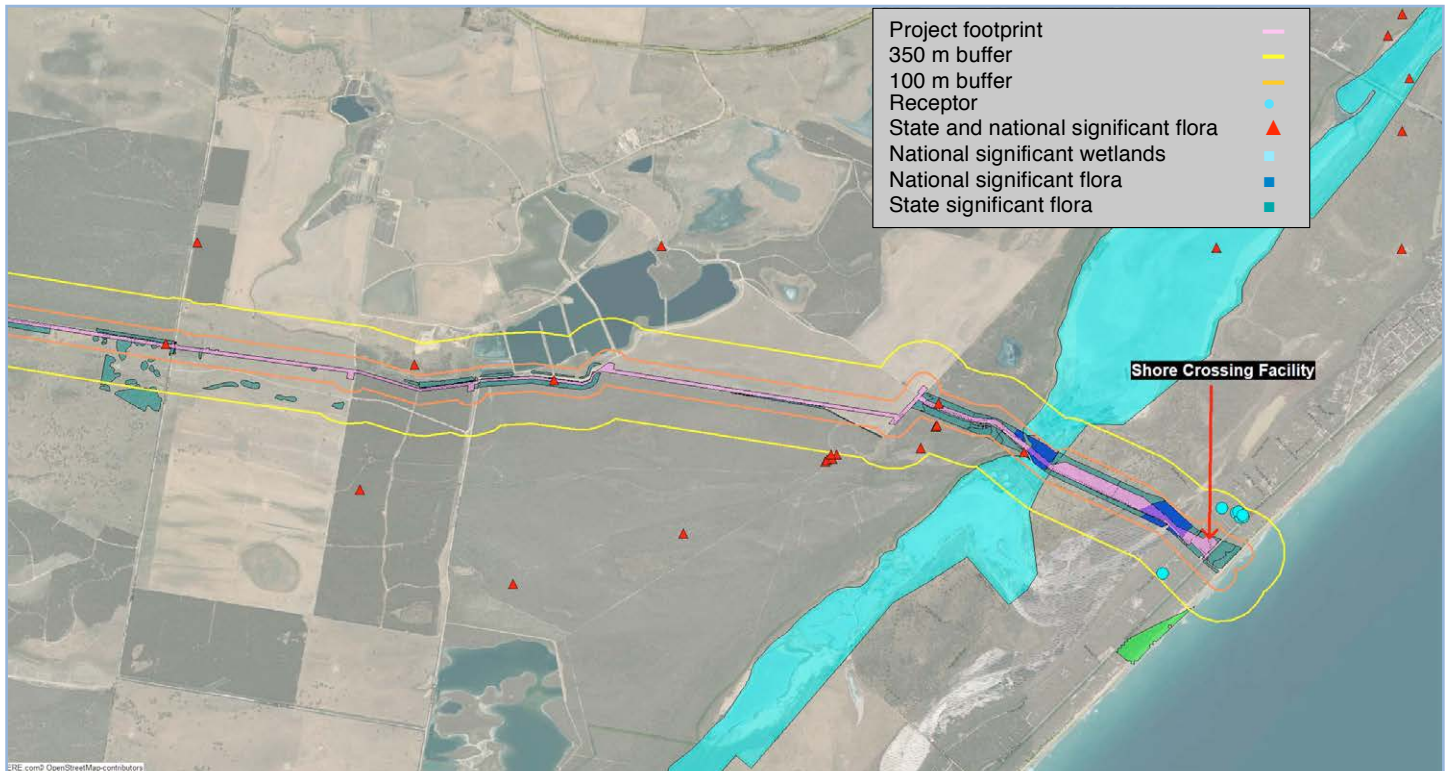 Project footprint
350 m buffer
100 m buffer
Receptor
State and national significant flora
National significant wetlands
National significant flora
State significant flora
Shore Crossing Facility
ERE.com© OpenStreetMap-contributors